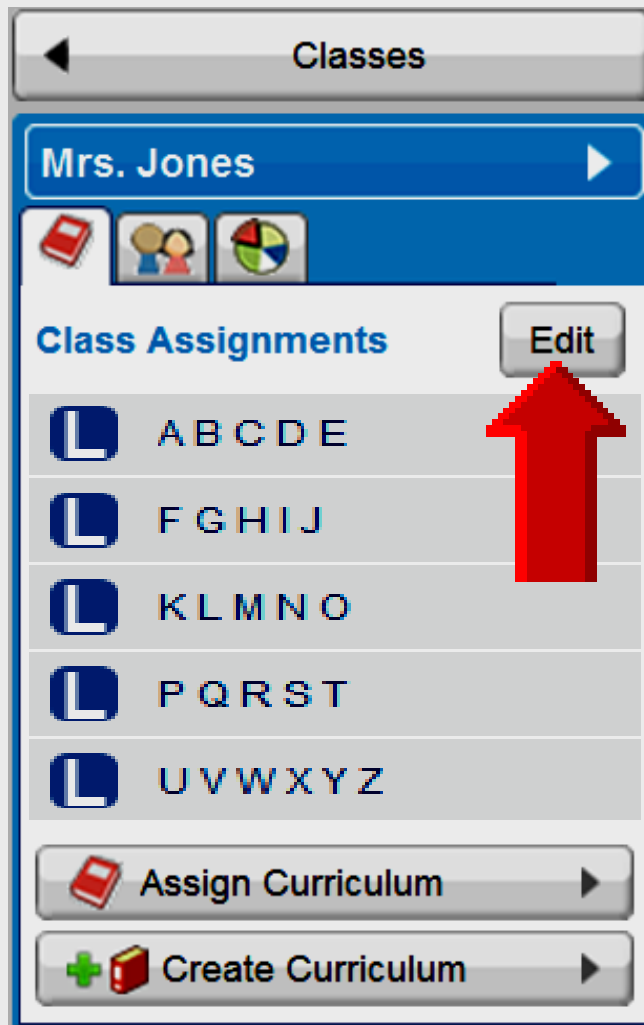 Classes
Mrs. Jones
Class Assignments Edit
L A B C D E
L F G H I J
L K L M N O
L P Q R S T
L U V W X Y Z
Assign Curriculum
Create Curriculum